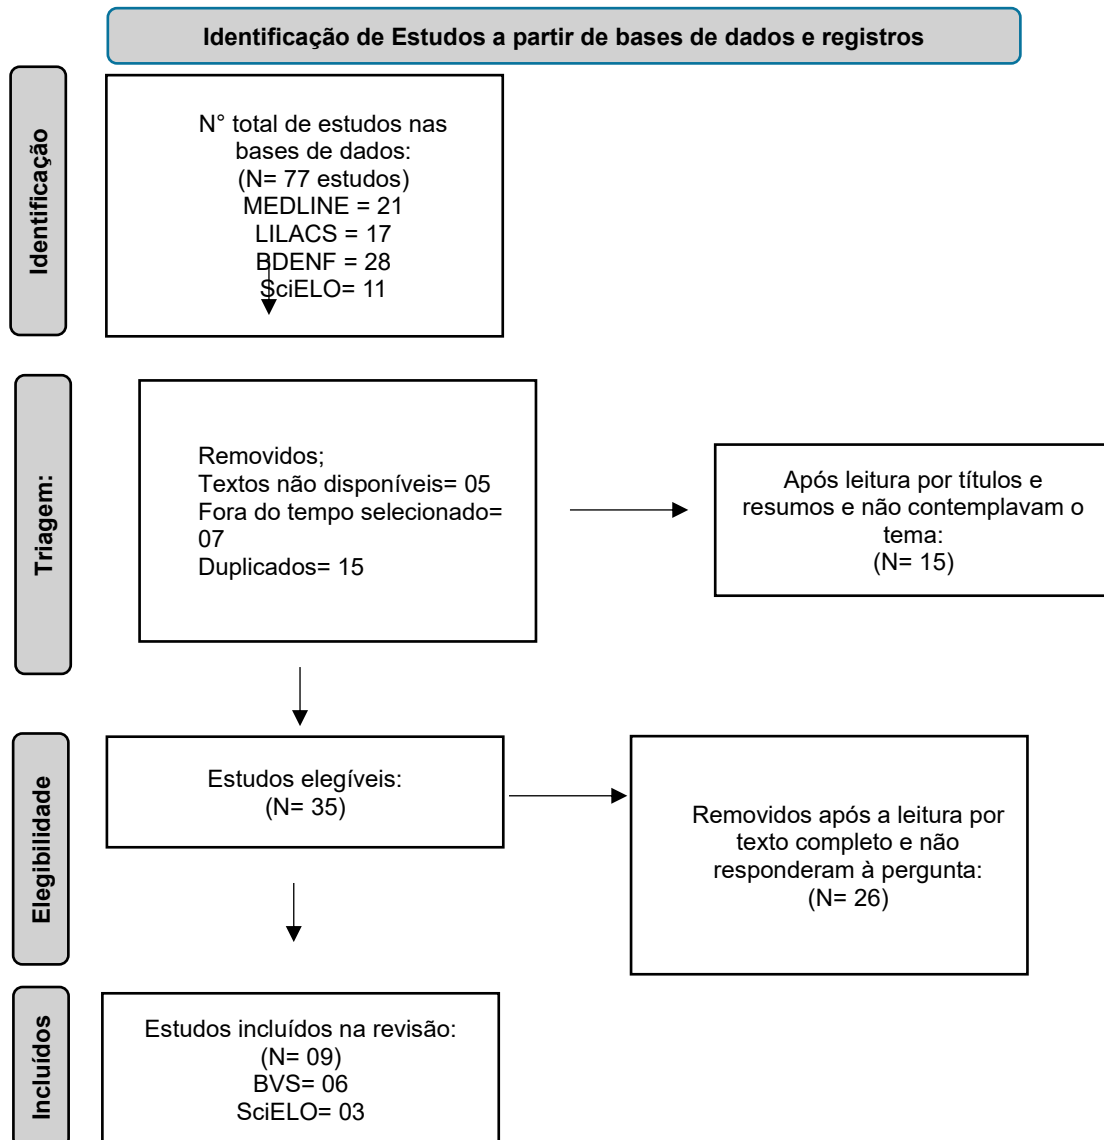 Identificação de Estudos a partir de bases de dados e registros
Identificação
N° total de estudos nas
bases de dados:
(N= 77 estudos)
MEDLINE = 21
LILACS = 17
BDENF = 28
SciELO= 11
Triagem:
Removidos;
Textos não disponíveis= 05
Fora do tempo selecionado=
07
Duplicados= 15
Após leitura por títulos e
resumos e não contemplavam o
tema:
(N= 15)
Elegibilidade
Estudos elegíveis:
(N= 35)
Removidos após a leitura por
texto completo e não
responderam à pergunta:
(N= 26)
Incluídos
Estudos incluídos na revisão:
(N= 09)
BVS= 06
SciELO= 03